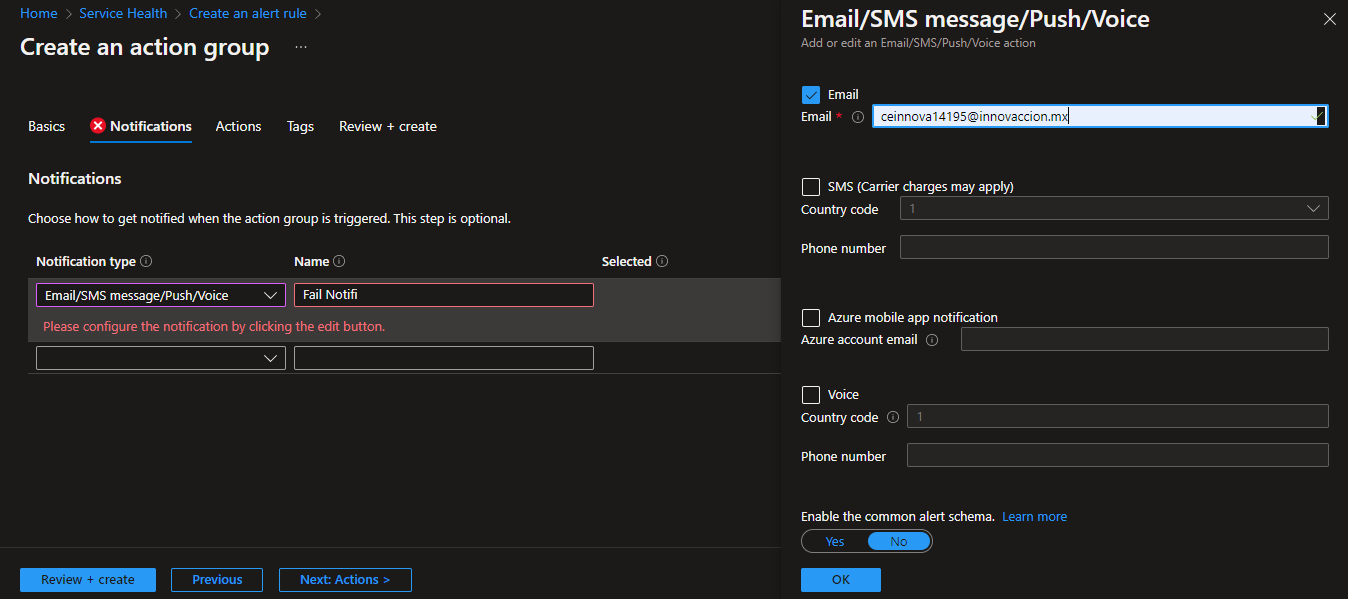 Home > Service Health > Create an alert rule >
Create an action group ...
Basics Notifications Actions Tags Review + create
Notifications
Choose how to get notified when the action group is triggered. This step is optional.
Notification type Name Selected
Email/SMS message/Push/Voice Fail Notifi
Please configure the notification by clicking the edit button.
Review + create Previous Next: Actions >
Email/SMS message/Push/Voice
Add or edit an Email/SMS/Push/Voice action
Email
Email * ceinnova14195@innovaccion.mx
SMS (Carrier charges may apply)
Country code 1
Phone number
Azure mobile app notification
Azure account email
Voice
Country code 1
Phone number
Enable the common alert schema. Learn more
Yes No
OK